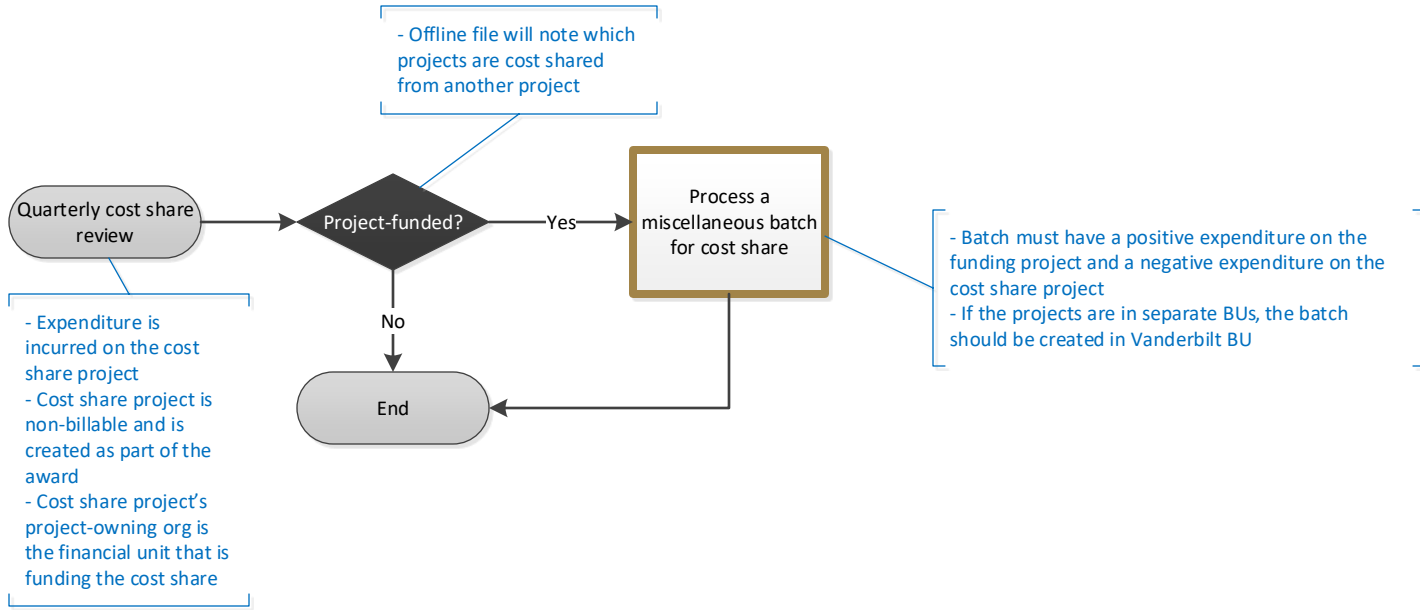 - Offline file will note which
projects are cost shared
from another project
Quarterly cost share
review
Project-funded?
Yes
Process a
miscellaneous batch
for cost share
- Batch must have a positive expenditure on the
funding project and a negative expenditure on the
cost share project
- If the projects are in separate BUs, the batch
should be created in Vanderbilt BU
No
End
- Expenditure is
incurred on the cost
share project
- Cost share project is
non-billable and is
created as part of the
award
- Cost share project’s
project-owning org is
the financial unit that is
funding the cost share